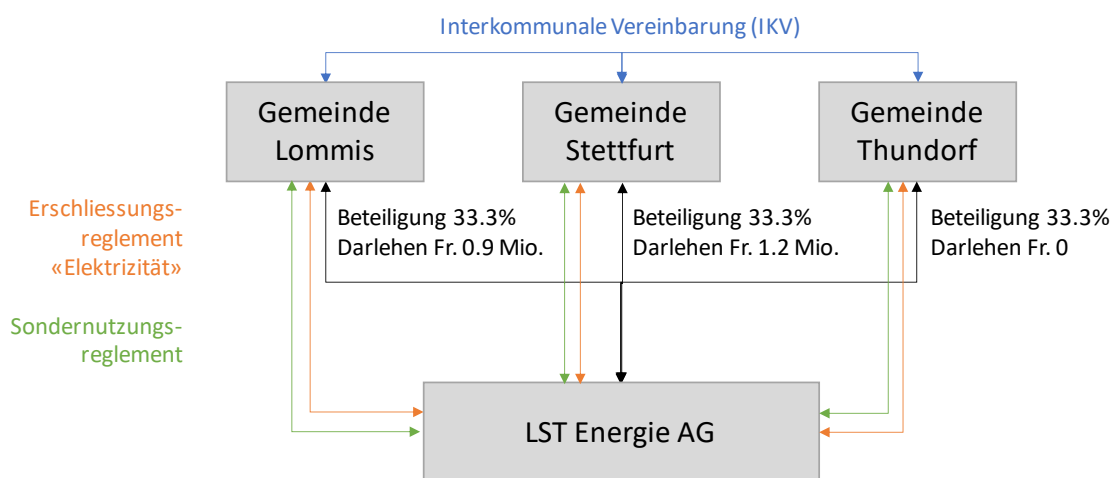 Interkommunale Vereinbarung (IKV)
Gemeinde
Lommis
Gemeinde
Stettfurt
Gemeinde
Thundorf
Erschliessungs-
reglement
«Elektrizität»
Beteiligung 33.3%
Darlehen Fr. 0.9 Mio.
Beteiligung 33.3%
Darlehen Fr. 1.2 Mio.
Beteiligung 33.3%
Darlehen Fr. 0
Sondernutzungs-
reglement
LST Energie AG